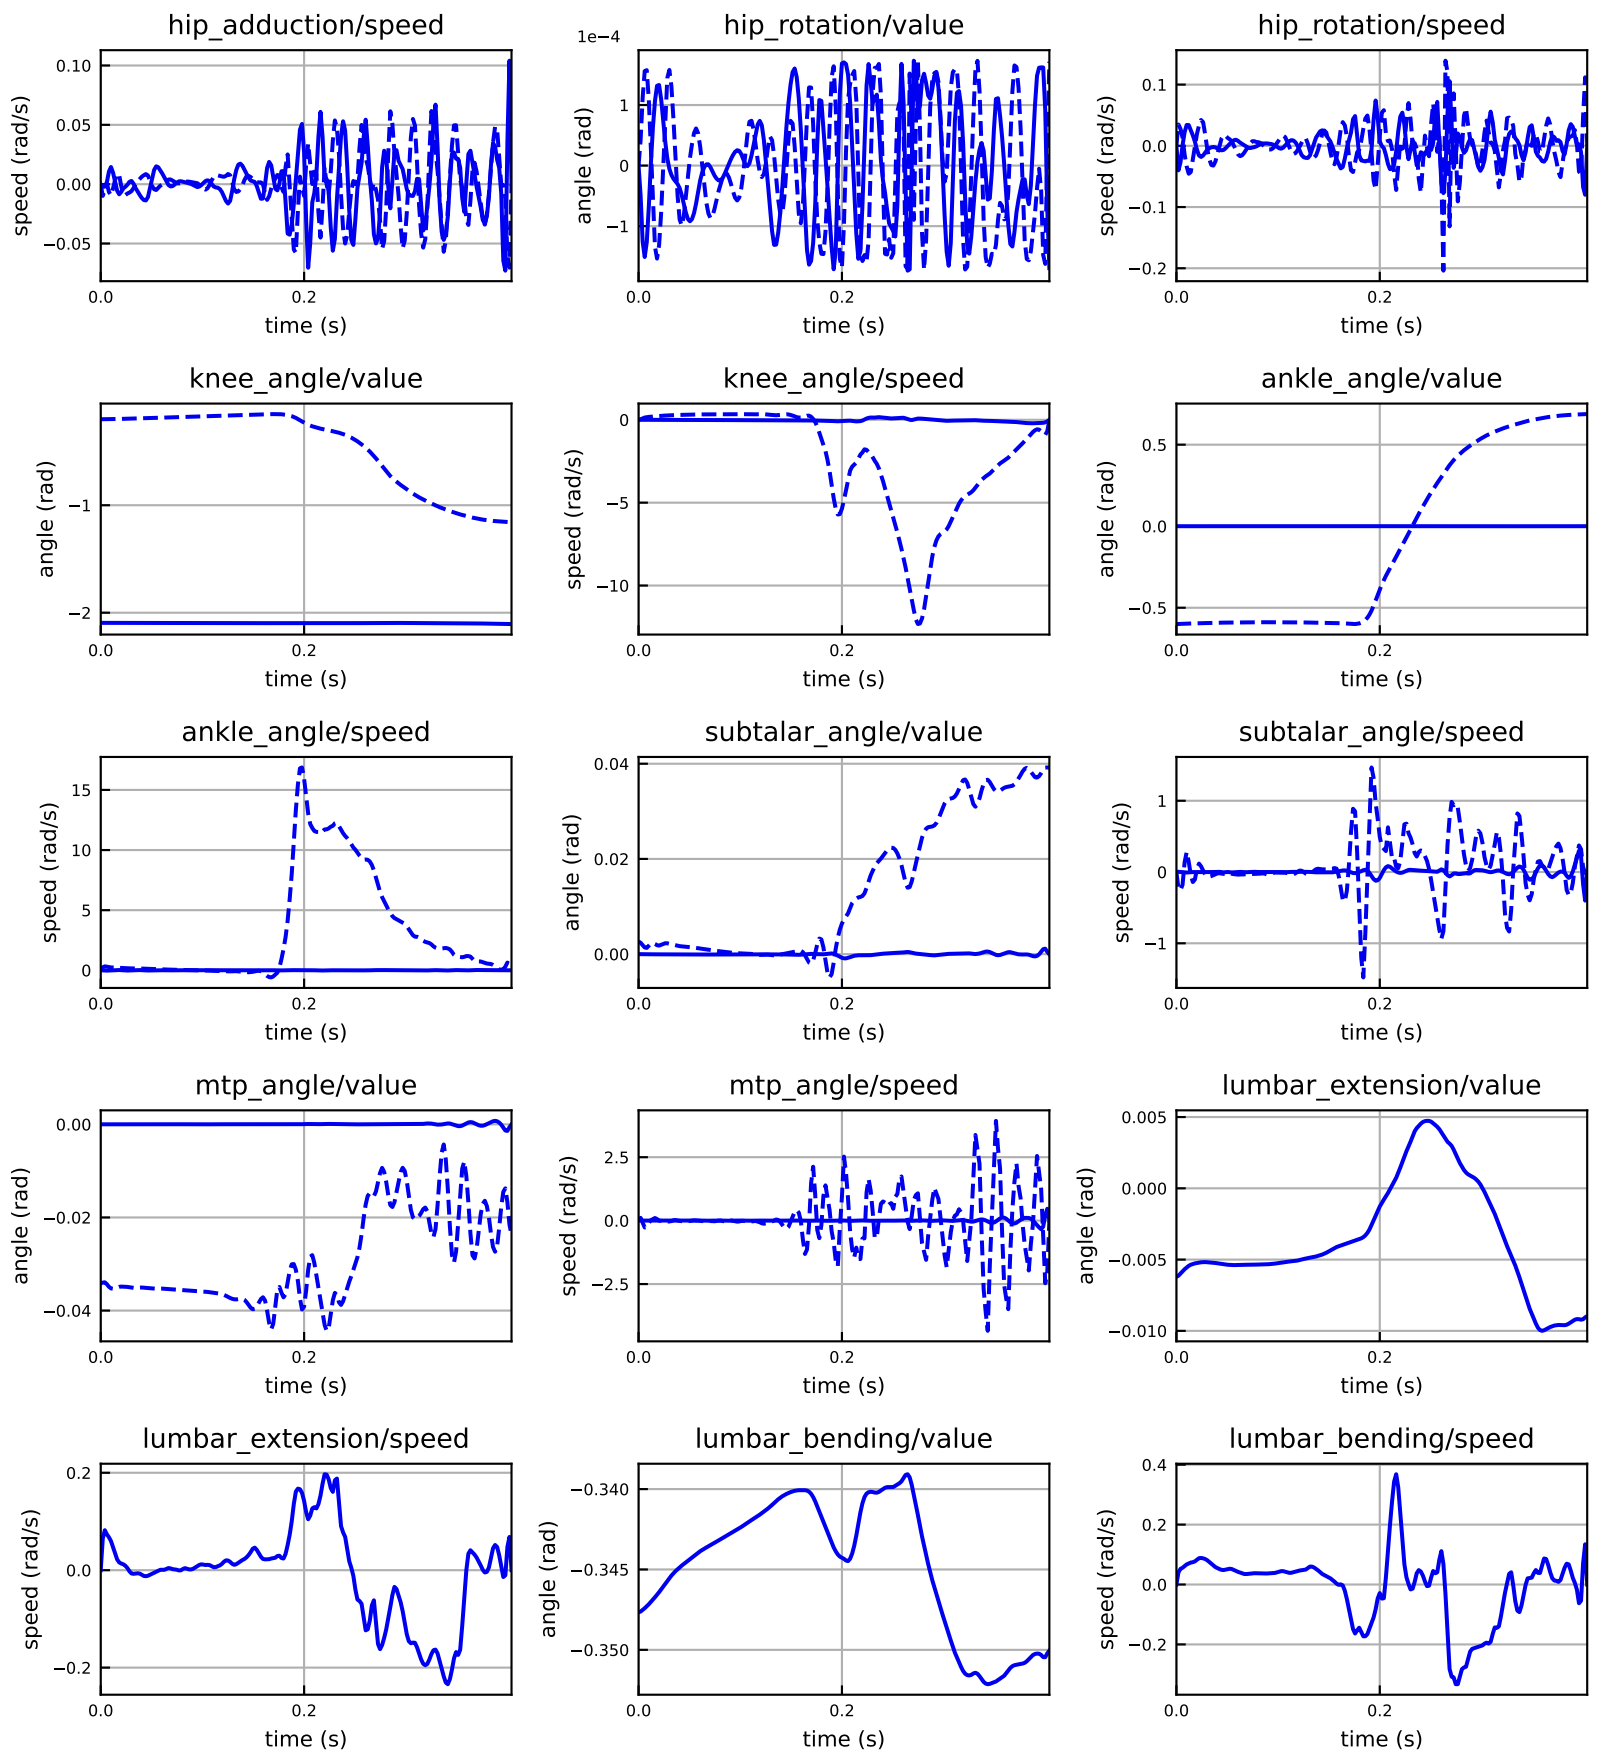 hip_adduction/speed
speed (rad/s)
0.10
0.05
0.00
−0.05
0.0 0.2
time (s)
hip_rotation/value
1e−4
angle (rad)
1
0
−1
0.0 0.2
time (s)
hip_rotation/speed
speed (rad/s)
0.1
0.0
−0.1
−0.2
0.0 0.2
time (s)
knee_angle/value
angle (rad)
−1
−2
0.0 0.2
time (s)
knee_angle/speed
speed (rad/s)
0
−5
−10
0.0 0.2
time (s)
ankle_angle/value
angle (rad)
0.5
0.0
−0.5
0.0 0.2
time (s)
ankle_angle/speed
speed (rad/s)
15
10
5
0
0.0 0.2
time (s)
subtalar_angle/value
angle (rad)
0.04
0.02
0.00
0.0 0.2
time (s)
subtalar_angle/speed
speed (rad/s)
1
0
−1
0.0 0.2
time (s)
mtp_angle/value
angle (rad)
0.00
−0.02
−0.04
0.0 0.2
time (s)
mtp_angle/speed
speed (rad/s)
2.5
0.0
−2.5
0.0 0.2
time (s)
lumbar_extension/value
angle (rad)
0.005
0.000
−0.005
−0.010
0.0 0.2
time (s)
lumbar_extension/speed
speed (rad/s)
0.2
0.0
−0.2
0.0 0.2
time (s)
lumbar_bending/value
angle (rad)
−0.340
−0.345
−0.350
0.0 0.2
time (s)
lumbar_bending/speed
speed (rad/s)
0.4
0.2
0.0
−0.2
0.0 0.2
time (s)